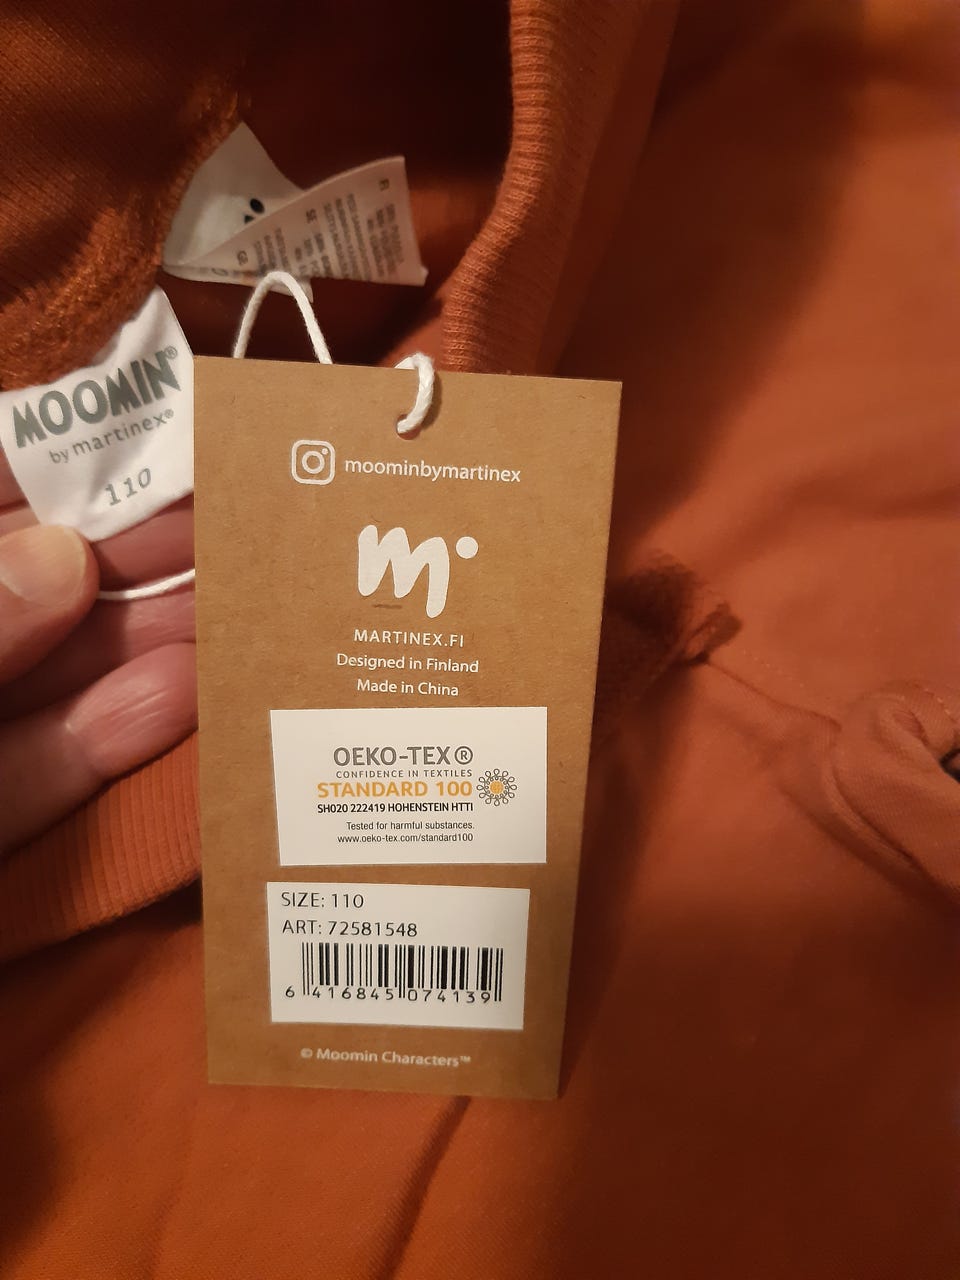 MOOMIN®
by martinex®
110
moominbymartinex
m
MARTINEX.FI
Designed in Finland
Made in China
OEKO-TEX®
CONFIDENCE IN TEXTILES
STANDARD 100
SH020 222419 HOHENSTEIN HTTI
Tested for harmful substances.
www.oeko-tex.com/standard100
SIZE: 110
ART: 72581548
6 416845 074139
© Moomin Characters™
FI
SE